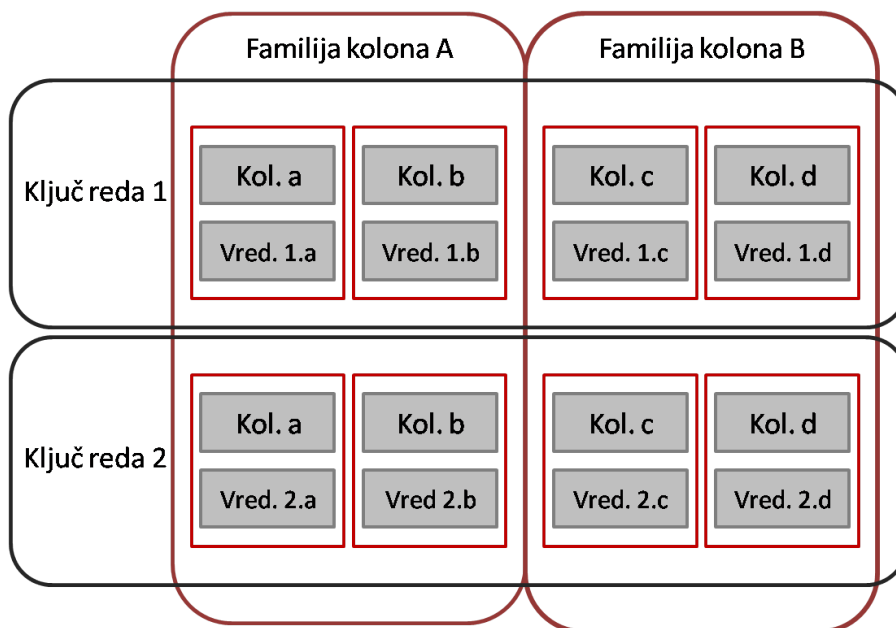 Familija kolona A
Familija kolona B
Ključ reda 1
Kol. a
Kol. b
Kol. c
Kol. d
Vred. 1.a
Vred. 1.b
Vred. 1.c
Vred. 1.d
Ključ reda 2
Kol. a
Kol. b
Kol. c
Kol. d
Vred. 2.a
Vred 2.b
Vred. 2.c
Vred. 2.d